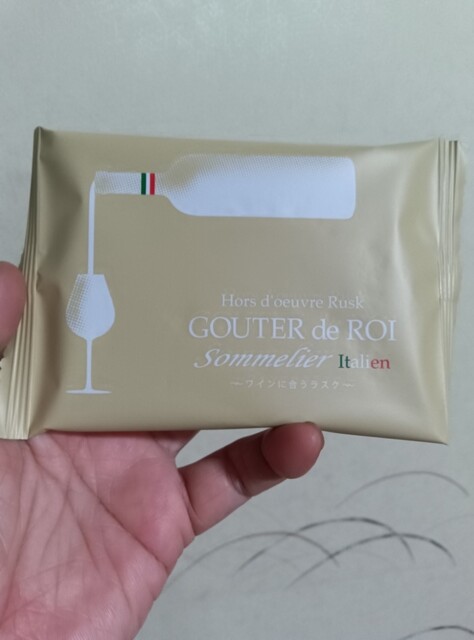 Hors d'oeuvre Rusk
GOUTER de ROI
Sommelier Italien
〜ワインに合うラスク〜